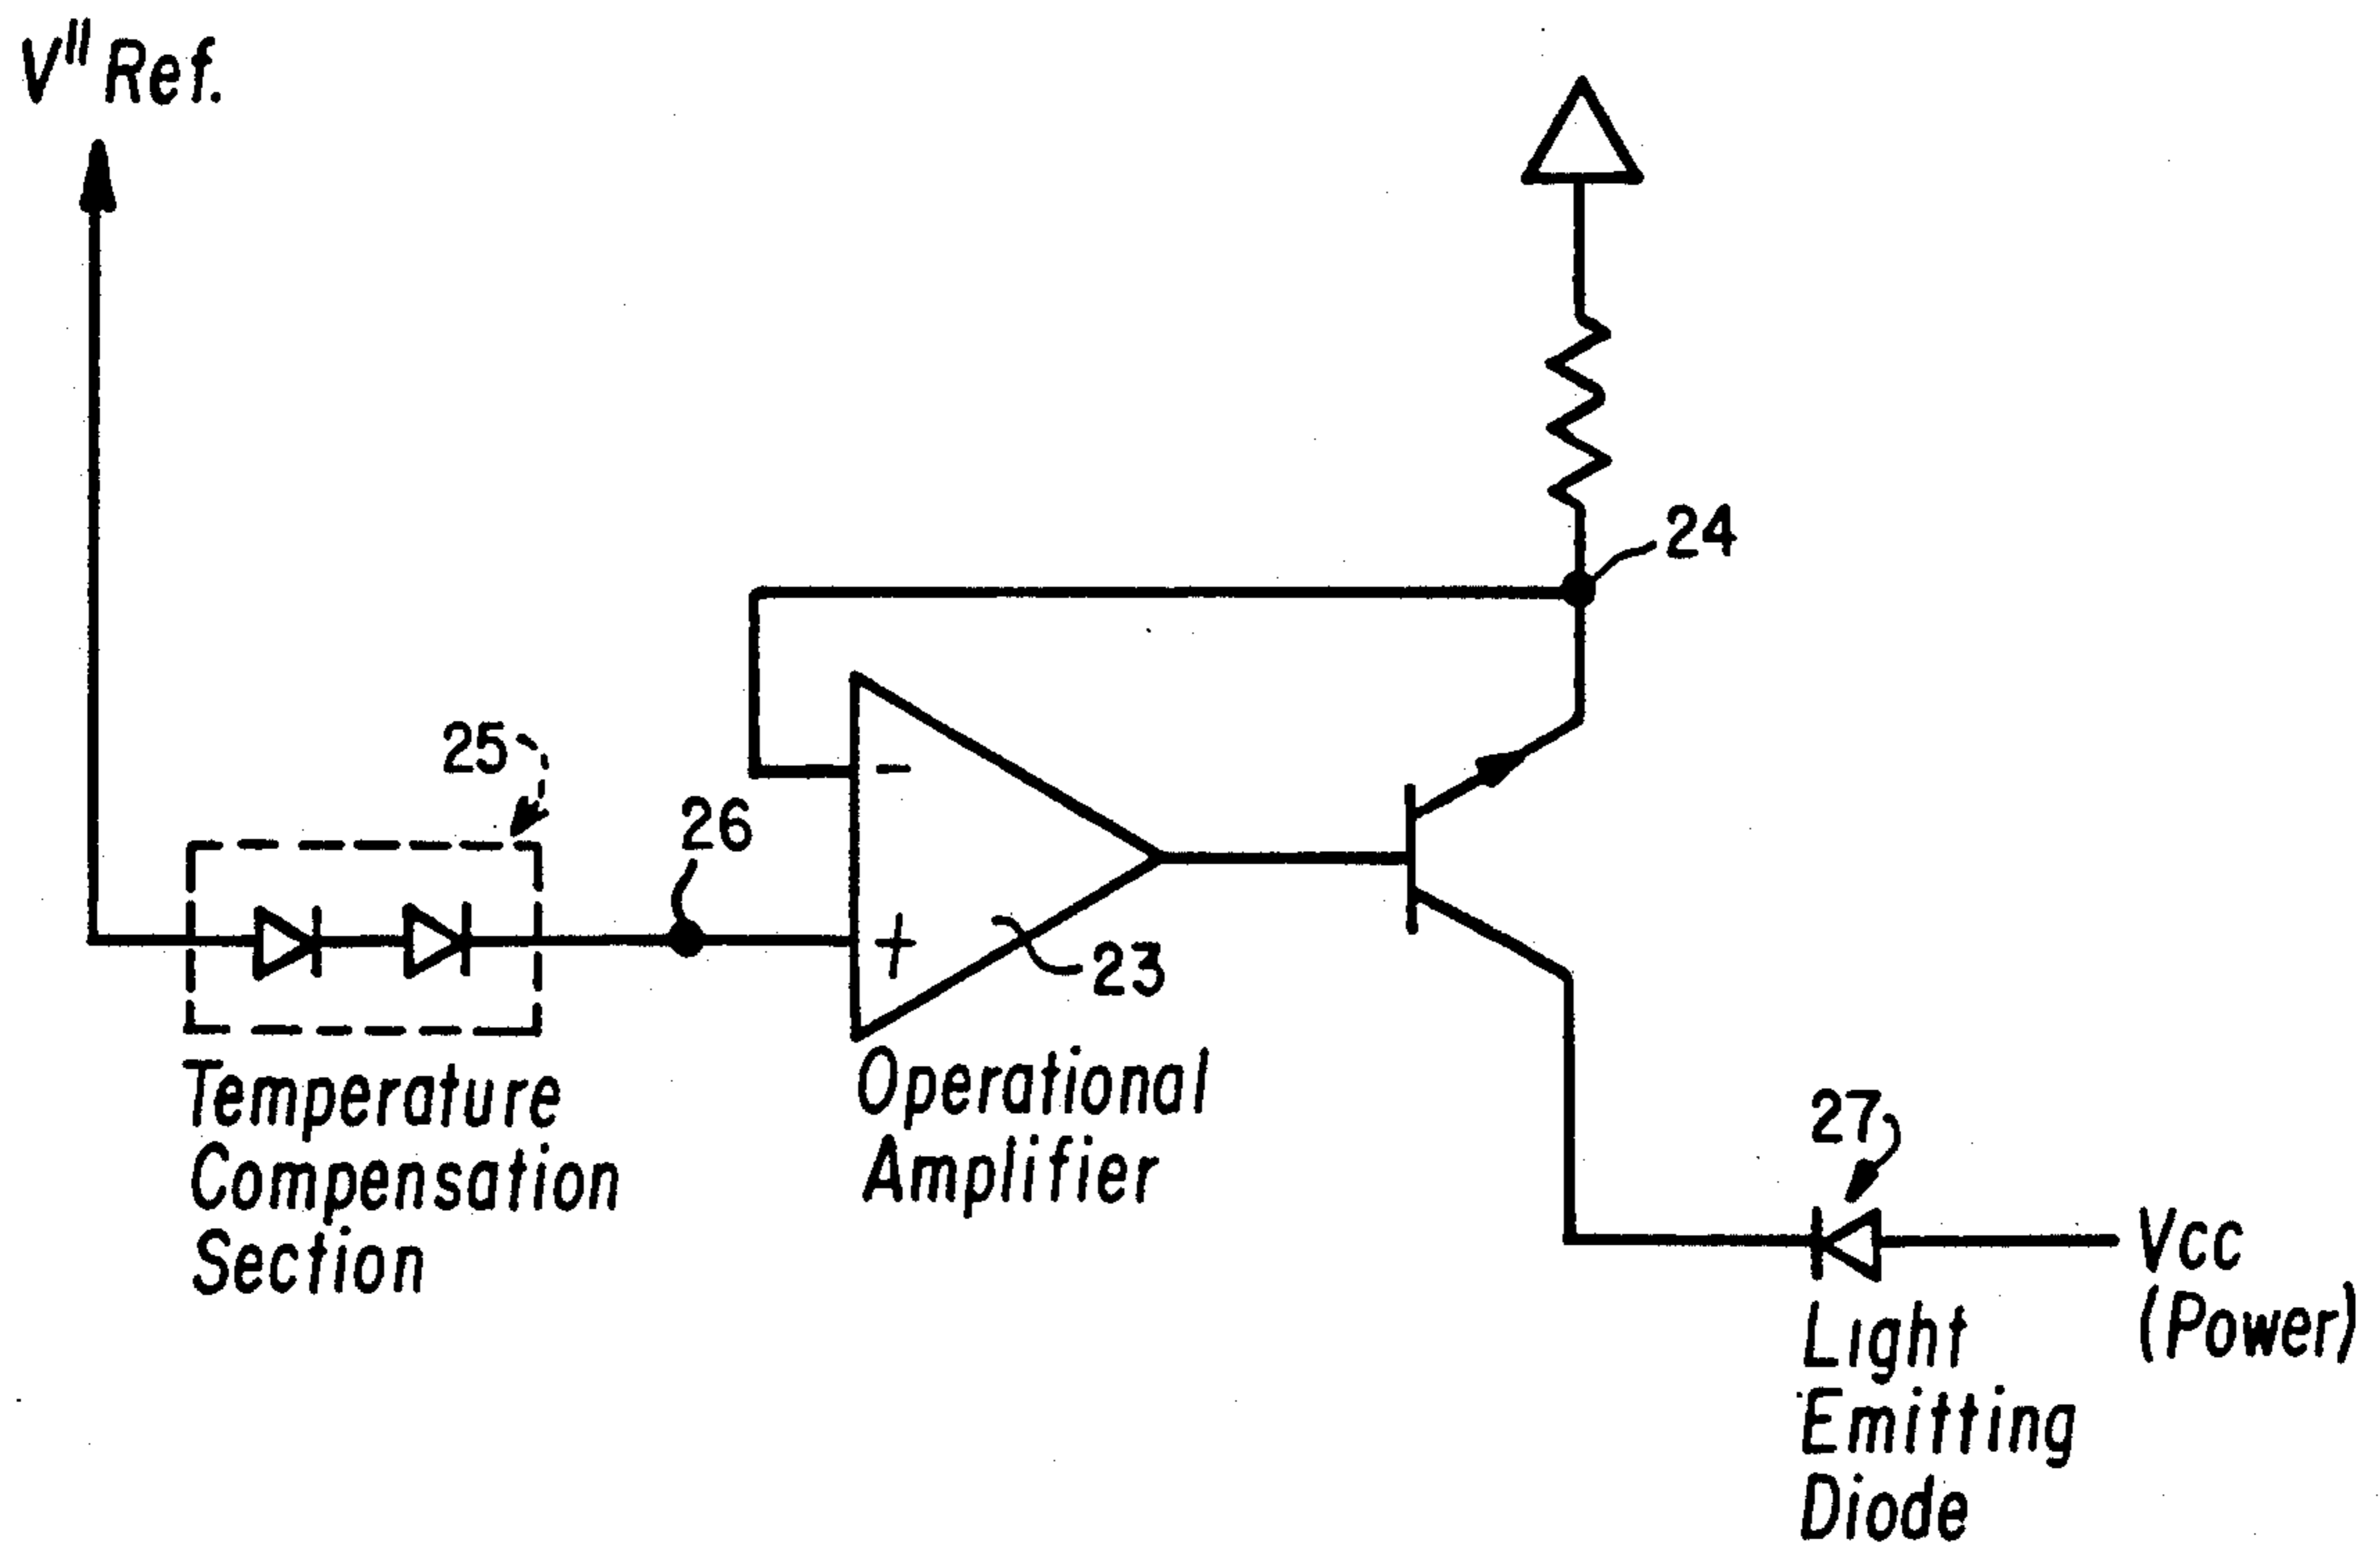 V" Ref.
24
25
26
-
+
23
Temperature
Compensation
Section
Operational
Amplifier
27
Vcc
(Power)
Light
Emitting
Diode